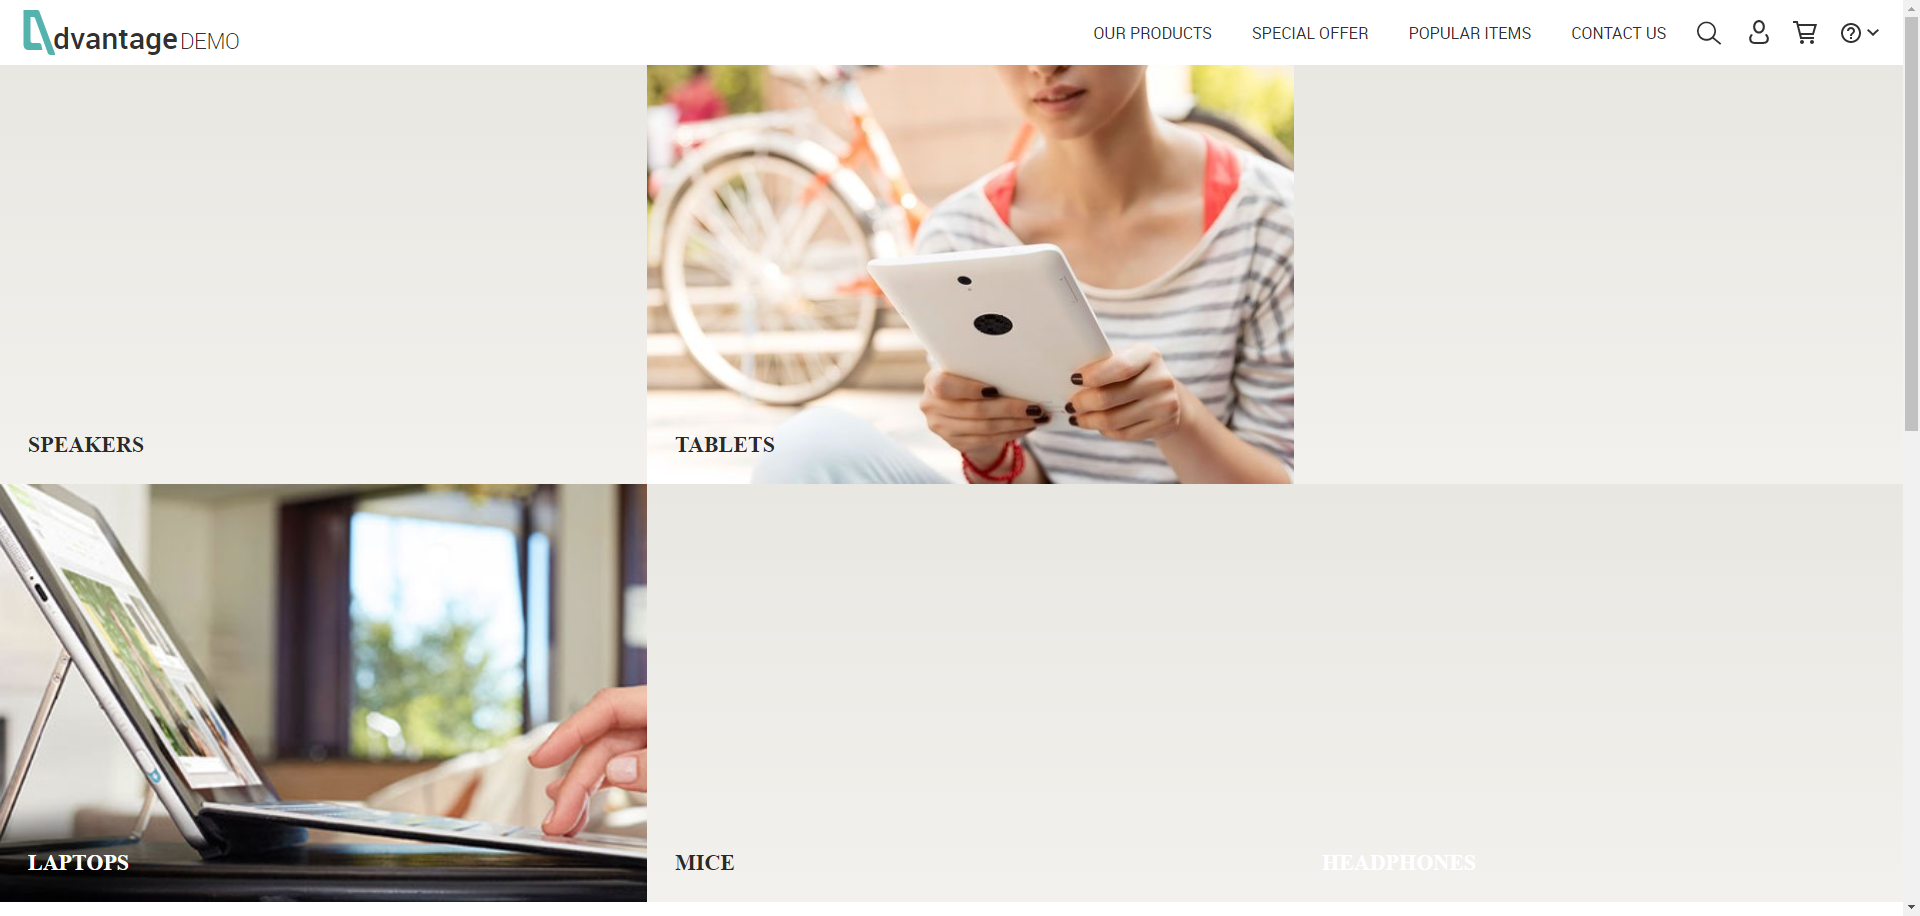 dvantage DEMO
OUR PRODUCTS SPECIAL OFFER POPULAR ITEMS CONTACT US
SPEAKERS
TABLETS
LAPTOPS
MICE
HEADPHONES